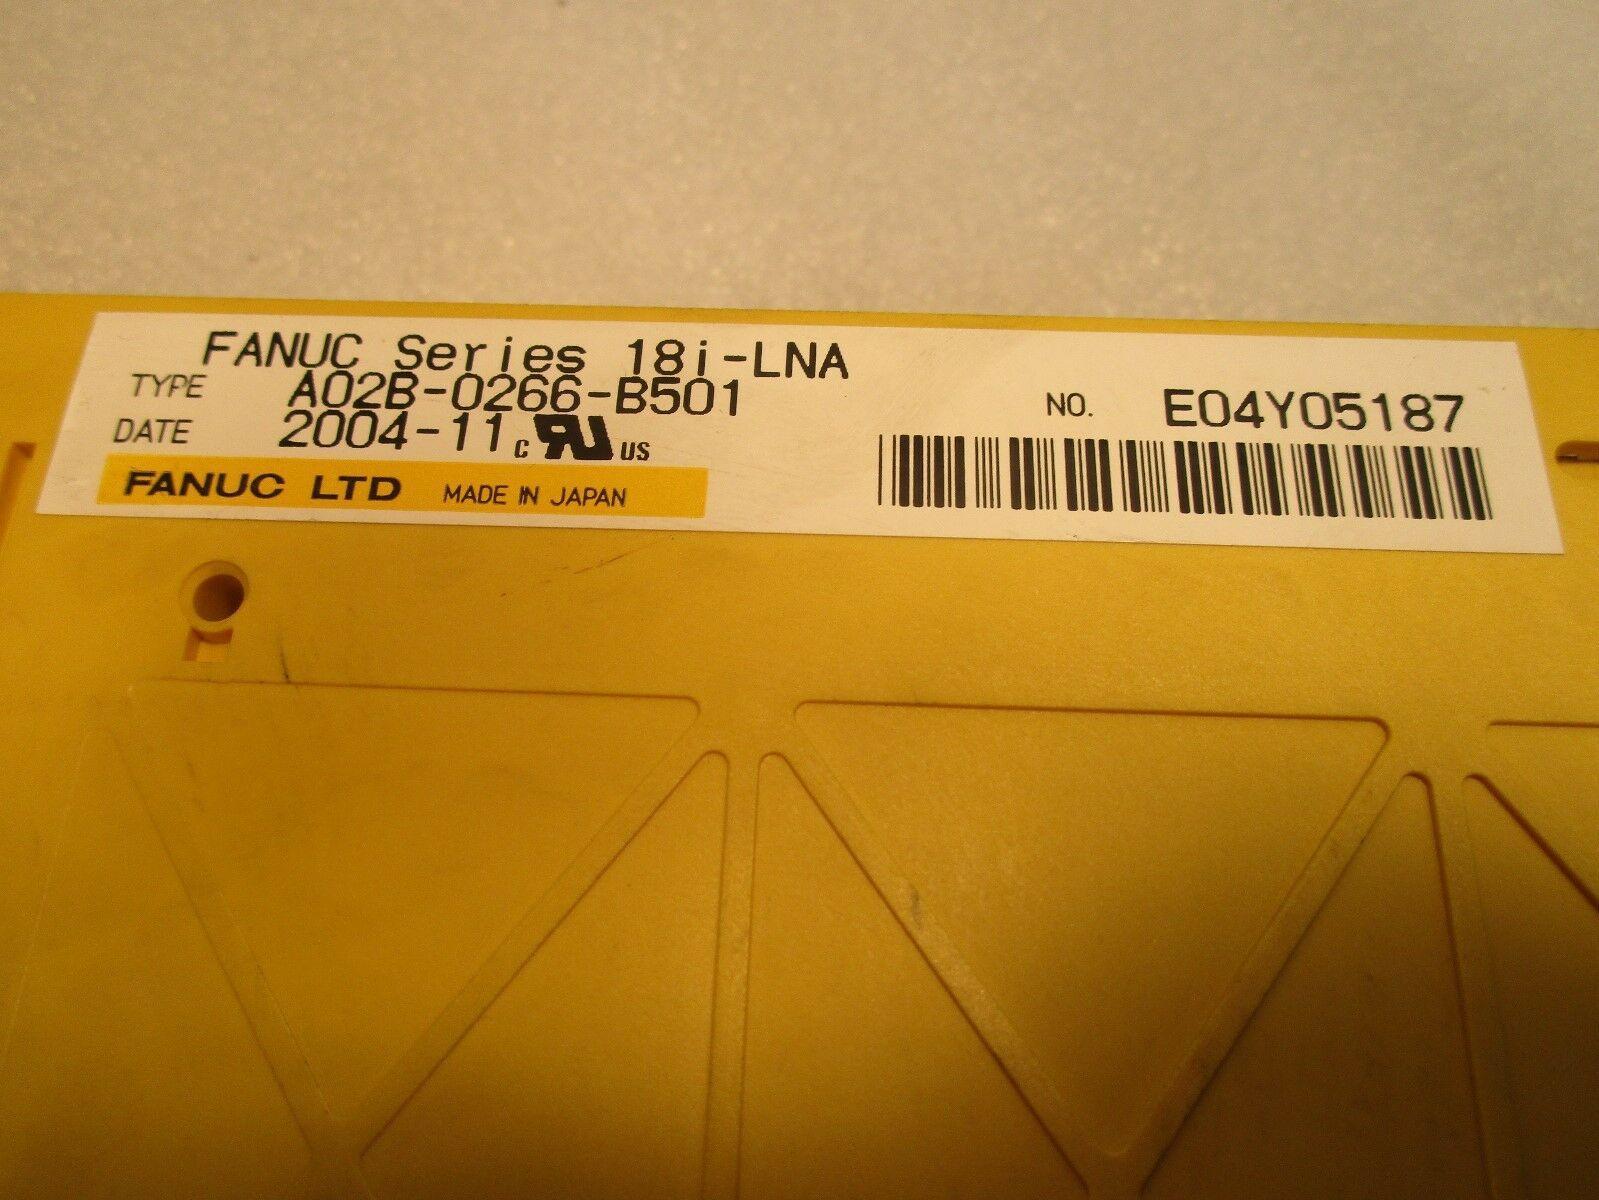 FANUC Series 18i-LNA
TYPE A02B-0266-B501
NO. E04Y05187
DATE 2004-11 c RU US
FANUC LTD MADE IN JAPAN